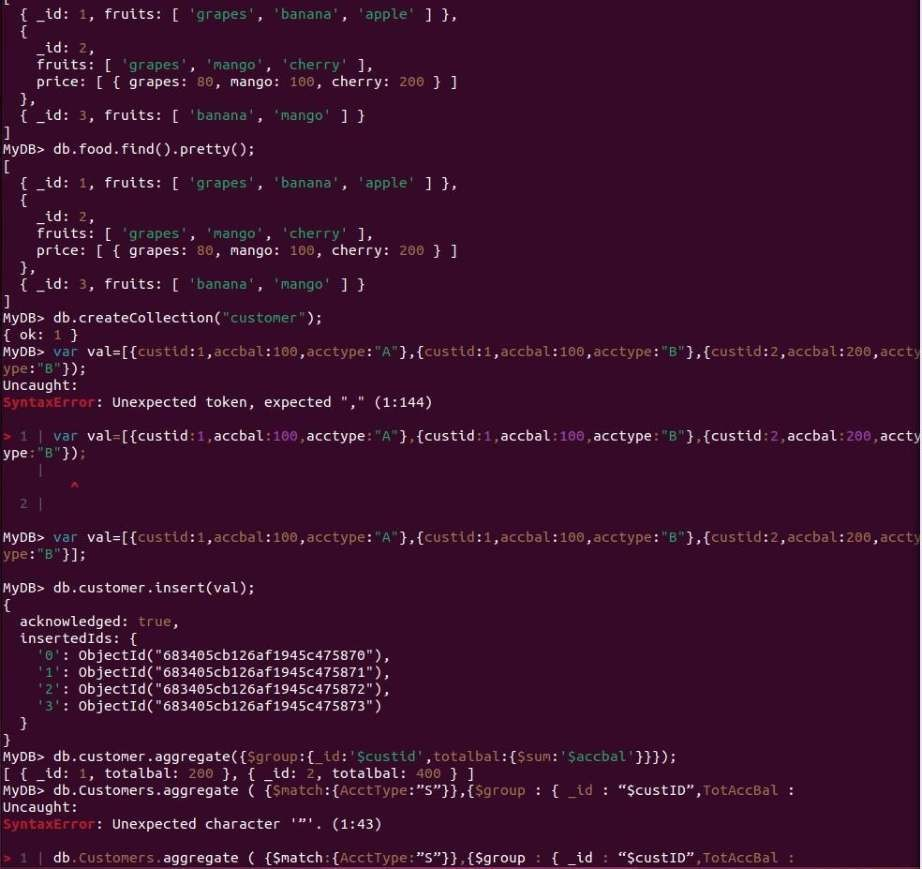 [
  { _id: 1, fruits: [ 'grapes', 'banana', 'apple' ] },
  {
    _id: 2,
    fruits: [ 'grapes', 'mango', 'cherry' ],
    price: [ { grapes: 80, mango: 100, cherry: 200 } ]
  },
  { _id: 3, fruits: [ 'banana', 'mango' ] }
]
MyDB> db.food.find().pretty();
[
  { _id: 1, fruits: [ 'grapes', 'banana', 'apple' ] },
  {
    _id: 2,
    fruits: [ 'grapes', 'mango', 'cherry' ],
    price: [ { grapes: 80, mango: 100, cherry: 200 } ]
  },
  { _id: 3, fruits: [ 'banana', 'mango' ] }
]
MyDB> db.createCollection("customer");
{ ok: 1 }
MyDB> var val=[{custid:1,accbal:100,acctype:"A"},{custid:1,accbal:100,acctype:"B"},{custid:2,accbal:200,accty
ype:"B"});
Uncaught:
SyntaxError: Unexpected token, expected "," (1:144)

> 1 | var val=[{custid:1,accbal:100,acctype:"A"},{custid:1,accbal:100,acctype:"B"},{custid:2,accbal:200,accty
ype:"B"});
    |
        ^
  2 |

MyDB> var val=[{custid:1,accbal:100,acctype:"A"},{custid:1,accbal:100,acctype:"B"},{custid:2,accbal:200,accty
ype:"B"}];

MyDB> db.customer.insert(val);
{
  acknowledged: true,
  insertedIds: {
    '0': ObjectId("683405cb126af1945c475870"),
    '1': ObjectId("683405cb126af1945c475871"),
    '2': ObjectId("683405cb126af1945c475872"),
    '3': ObjectId("683405cb126af1945c475873")
  }
}
MyDB> db.customer.aggregate({$group:{_id:'$custid',totalbal:{$sum:'$accbal'}}});
[ { _id: 1, totalbal: 200 }, { _id: 2, totalbal: 400 } ]
MyDB> db.Customers.aggregate ( {$match:{AcctType:”S”}},{$group : { _id : “$custID”,TotAccBal :
Uncaught:
SyntaxError: Unexpected character '”'. (1:43)

> 1 | db.Customers.aggregate ( {$match:{AcctType:”S”}},{$group : { _id : “$custID”,TotAccBal :